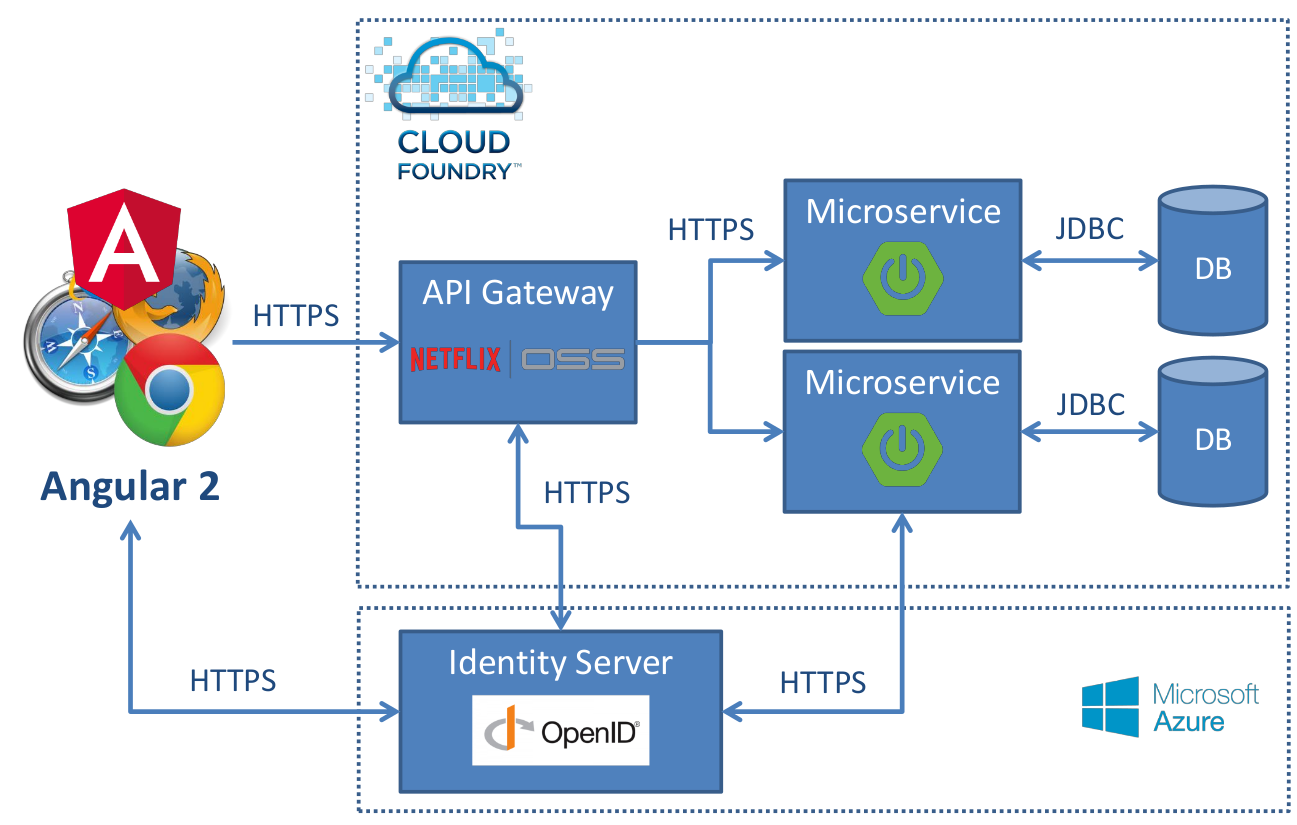 CLOUD
FOUNDRY™
A
N
W
S
Angular 2
HTTPS
API Gateway
NETFLIX | OSS
HTTPS
Microservice
JDBC
DB
Microservice
JDBC
DB
HTTPS
HTTPS
Identity Server
OpenID®
HTTPS
Microsoft
Azure